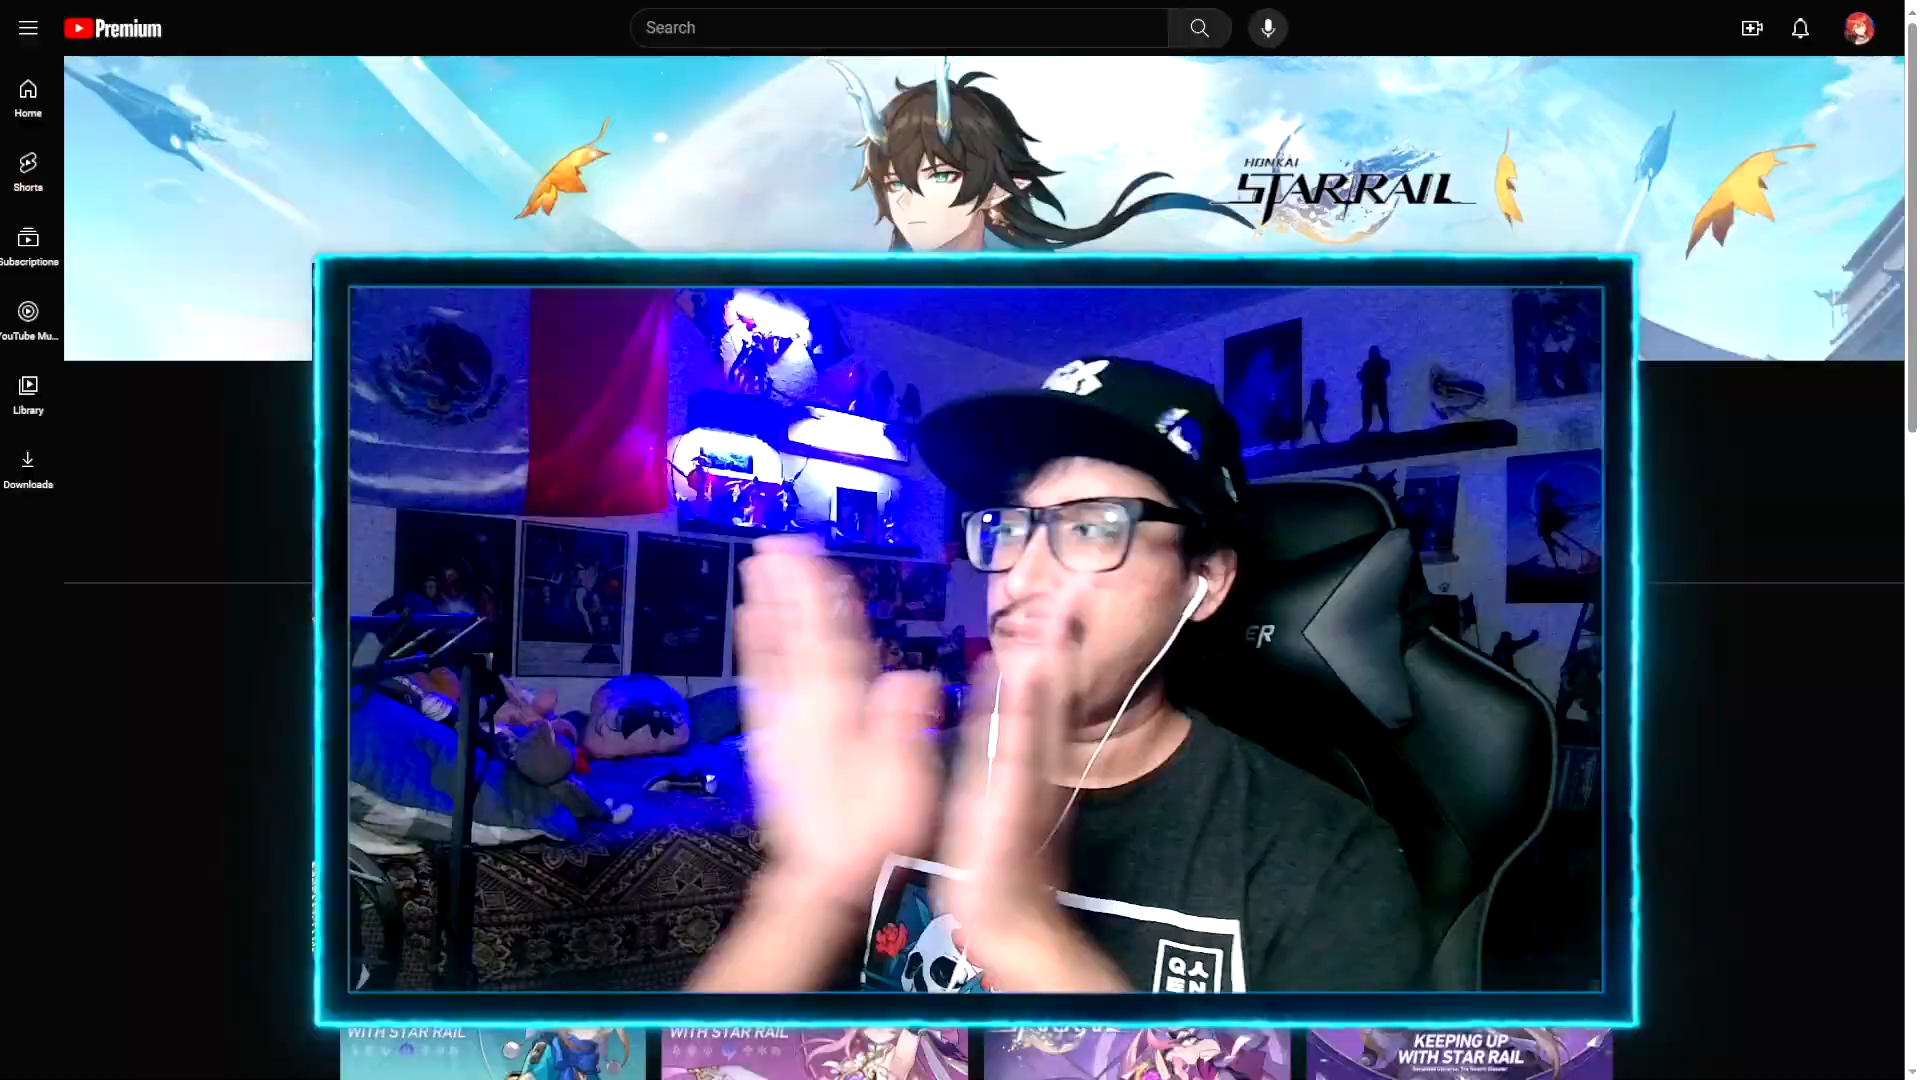 Premium
Search
Home
Shorts
Subscriptions
YouTube Mu...
Library
Downloads
HONKAI
STAR RAIL
ER
WITH STAR RAIL
WITH STAR RAIL
KEEPING UP
WITH STAR RAIL